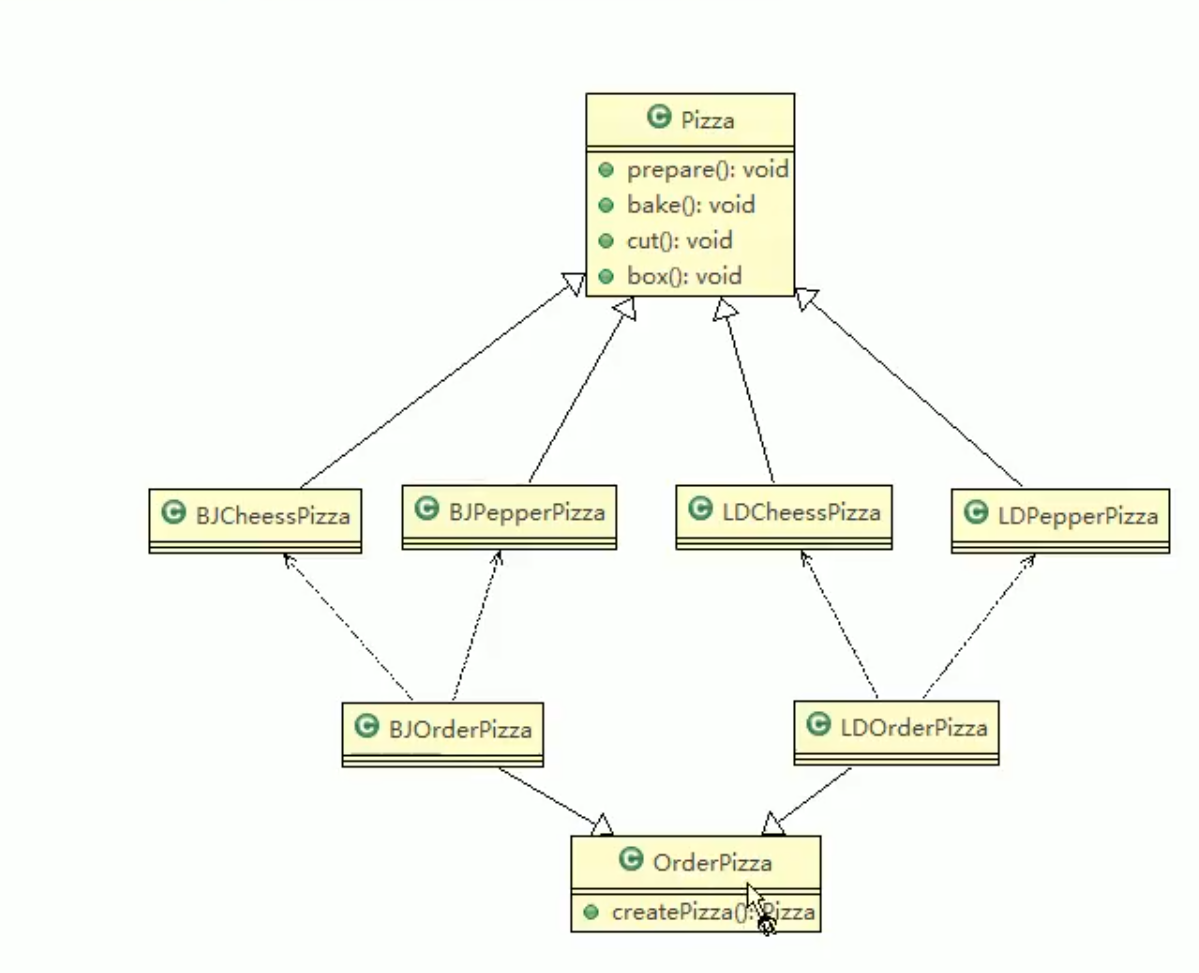 Pizza
prepare(): void
bake(): void
cut(): void
box(): void
BJCheessPizza
BJPepperPizza
LDCheessPizza
LDPepperPizza
BJOrderPizza
LDOrderPizza
OrderPizza
createPizza(): Pizza